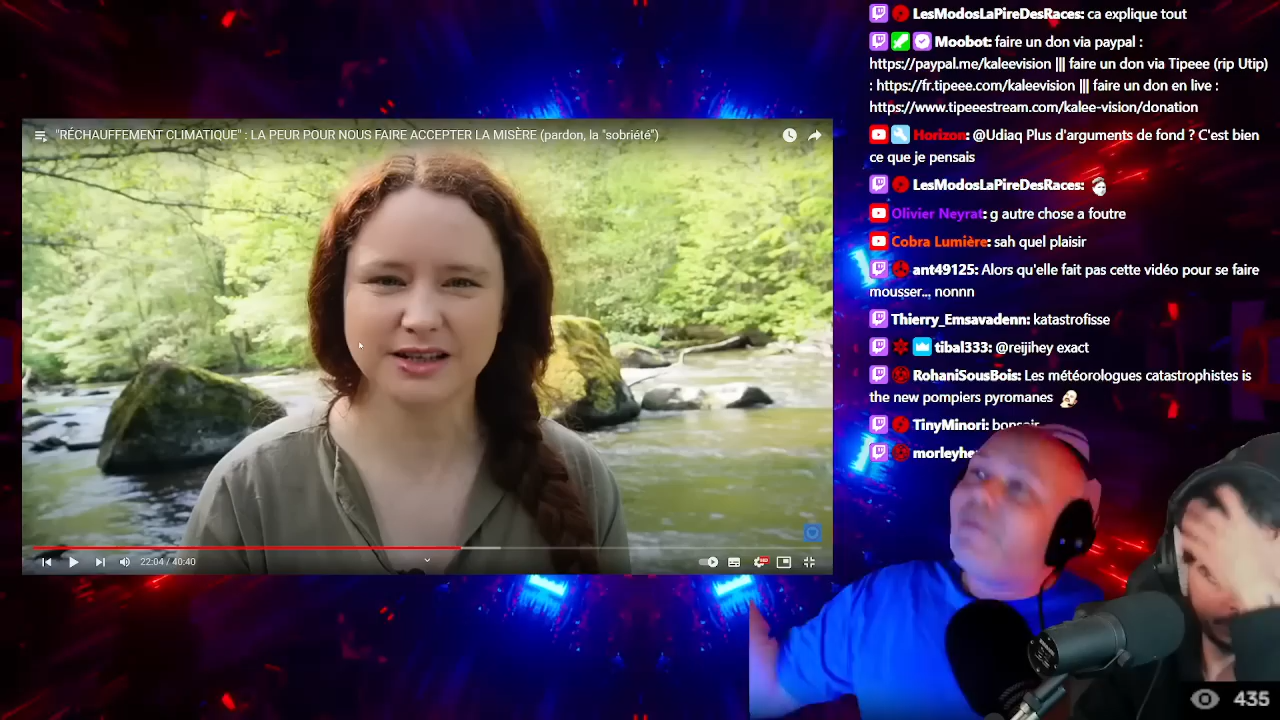 "RÉCHAUFFEMENT CLIMATIQUE" : LA PEUR POUR NOUS FAIRE ACCEPTER LA MISÈRE (pardon, la "sobriété")
22:04 / 40:40
LesModosLaPireDesRaces: ca explique tout
Moobot: faire un don via paypal :
https://paypal.me/kaleevision ||| faire un don via Tipeee (rip Utip)
: https://fr.tipeee.com/kaleevision ||| faire un don en live :
https://www.tipeeestream.com/kalee-vision/donation
Horizon: @Udiaq Plus d'arguments de fond ? C'est bien
ce que je pensais
LesModosLaPireDesRaces:
Olivier Neyrat: g autre chose a foutre
Cobra Lumière: sah quel plaisir
ant49125: Alors qu'elle fait pas cette vidéo pour se faire
mousser... nonnn
Thierry_Emsavadenn: katastrofisse
tibal333: @reijihey exact
RohaniSousBois: Les météorologues catastrophistes is
the new pompiers pyromanes
TinyMinori:
435